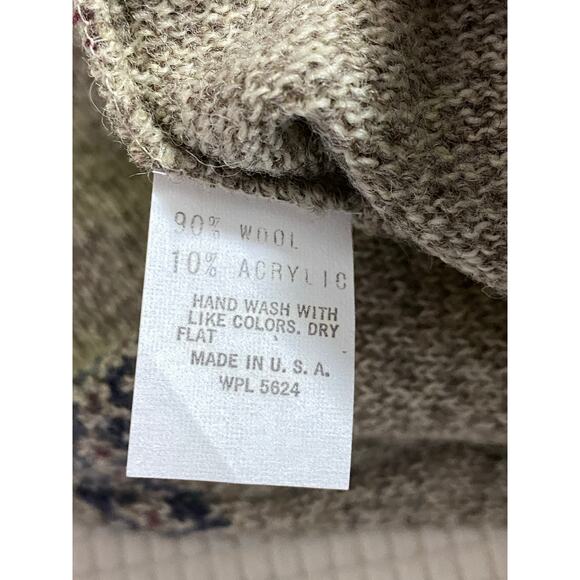 90% WOOL
10% ACRYLIC
HAND WASH WITH
LIKE COLORS. DRY
FLAT
MADE IN U. S. A.
WPL 5624